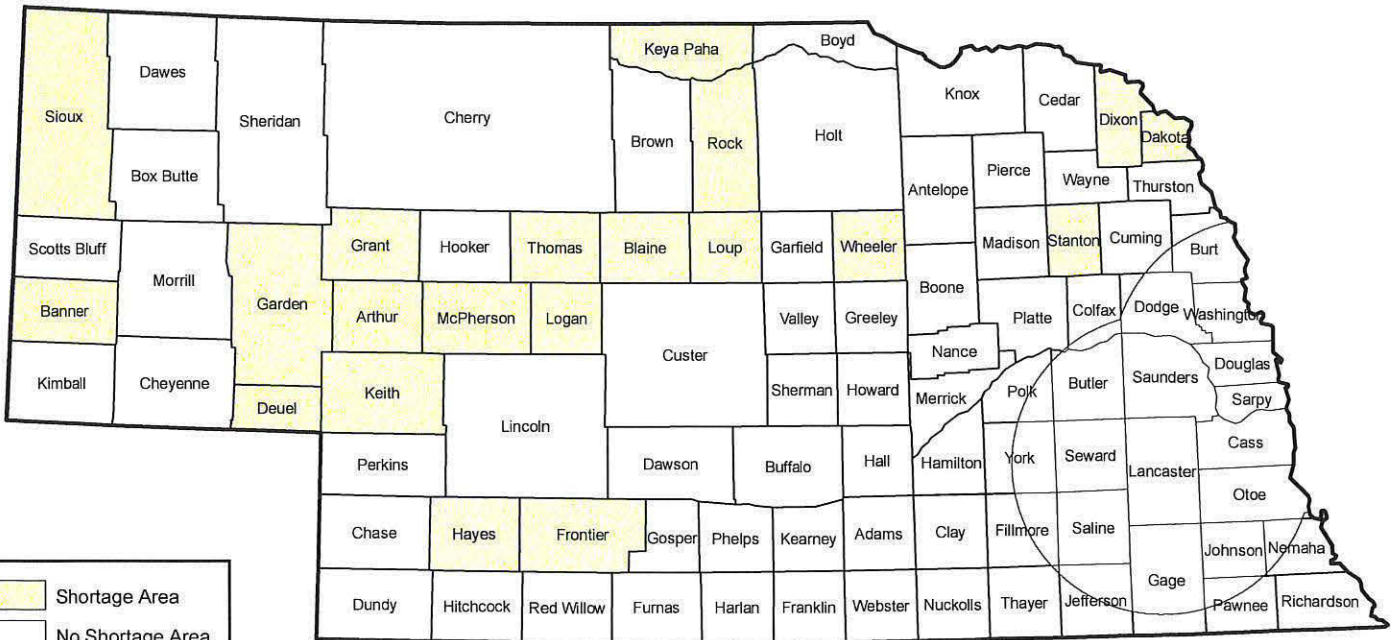 Sioux
Dawes
Box Butte
Sheridan
Cherry
Keya Paha
Boyd
Brown
Rock
Holt
Knox
Cedar
Dixon
Dakota
Antelope
Pierce
Wayne
Thurston
Scotts Bluff
Banner
Kimball
Morrill
Cheyenne
Garden
Deuel
Grant
Hooker
Thomas
Blaine
Loup
Garfield
Wheeler
Madison
Stanton
Cuming
Burt
Arthur
McPherson
Logan
Custer
Valley
Greeley
Boone
Platte
Colfax
Dodge
Washington
Keith
Lincoln
Sherman
Howard
Nance
Merrick
Polk
Butler
Saunders
Douglas
Sarpy
Perkins
Dawson
Buffalo
Hall
Hamilton
York
Seward
Lancaster
Cass
Otoe
Chase
Hayes
Frontier
Gosper
Phelps
Kearney
Adams
Clay
Fillmore
Saline
Gage
Johnson
Nemaha
Dundy
Hitchcock
Red Willow
Furnas
Harlan
Franklin
Webster
Nuckolls
Thayer
Jefferson
Pawnee
Richardson
Shortage Area
No Shortage Area